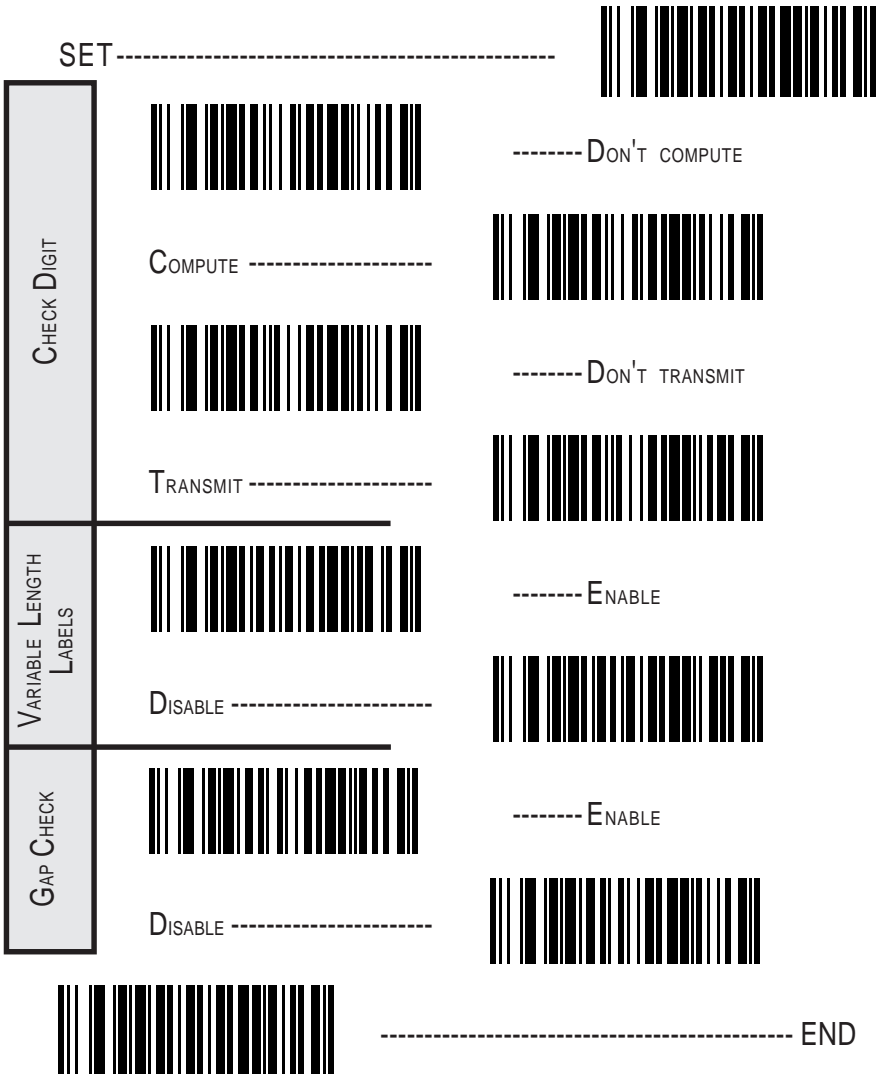 SET--------------------------------------------------
CHECK DIGIT
-------- DON'T COMPUTE
COMPUTE ---------------------
-------- DON'T TRANSMIT
TRANSMIT ---------------------
VARIABLE LENGTH
LABELS
-------- ENABLE
DISABLE -----------------------
GAP CHECK
-------- ENABLE
DISABLE -----------------------
----------------------------------------------- END